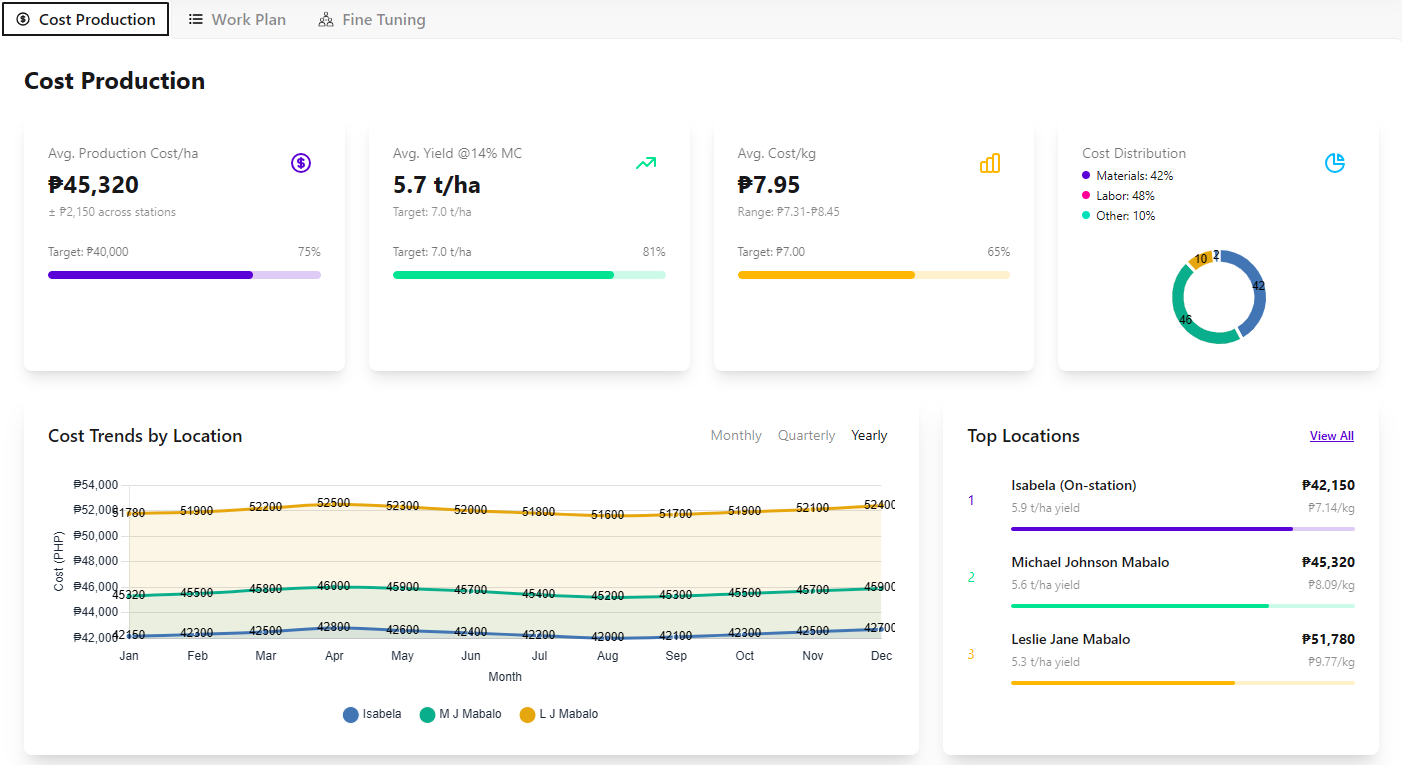 Cost Production Work Plan Fine Tuning
Cost Production
Avg. Production Cost/ha
₱45,320
± ₱2,150 across stations
Target: ₱40,000 75%
Avg. Yield @14% MC
5.7 t/ha
Target: 7.0 t/ha
Target: 7.0 t/ha 81%
Avg. Cost/kg
₱7.95
Range: ₱7.31-₱8.45
Target: ₱7.00 65%
Cost Distribution
Materials: 42%
Labor: 48%
Other: 10%
10 2
42
46
Cost Trends by Location
Monthly Quarterly Yearly
Cost (PHP)
₱54,000
₱52,000
₱50,000
₱48,000
₱46,000
₱44,000
₱42,000
51780 51900 52200 52500 52300 52000 51800 51600 51700 51900 52100 52400
45320 45500 45800 46000 45900 45700 45400 45200 45300 45500 45700 45900
42150 42300 42500 42800 42600 42400 42200 42000 42100 42300 42500 42700
Jan Feb Mar Apr May Jun Jul Aug Sep Oct Nov Dec
Month
Isabela M J Mabalo L J Mabalo
Top Locations View All
1
Isabela (On-station) ₱42,150
5.9 t/ha yield ₱7.14/kg
2
Michael Johnson Mabalo ₱45,320
5.6 t/ha yield ₱8.09/kg
3
Leslie Jane Mabalo ₱51,780
5.3 t/ha yield ₱9.77/kg